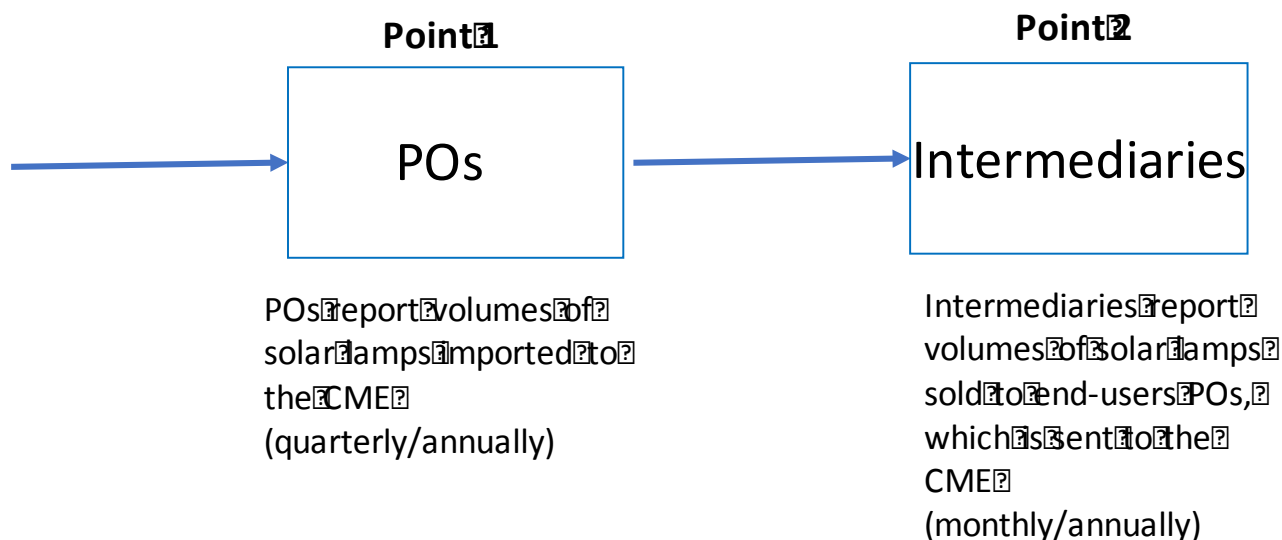 Point 1
Point 2
POs
Intermediaries
POs report volumes of
solar lamps imported to
the CME
(quarterly/annually)
Intermediaries report
volumes of solar lamps
sold to end-users POs,
which is sent to the
CME
(monthly/annually)